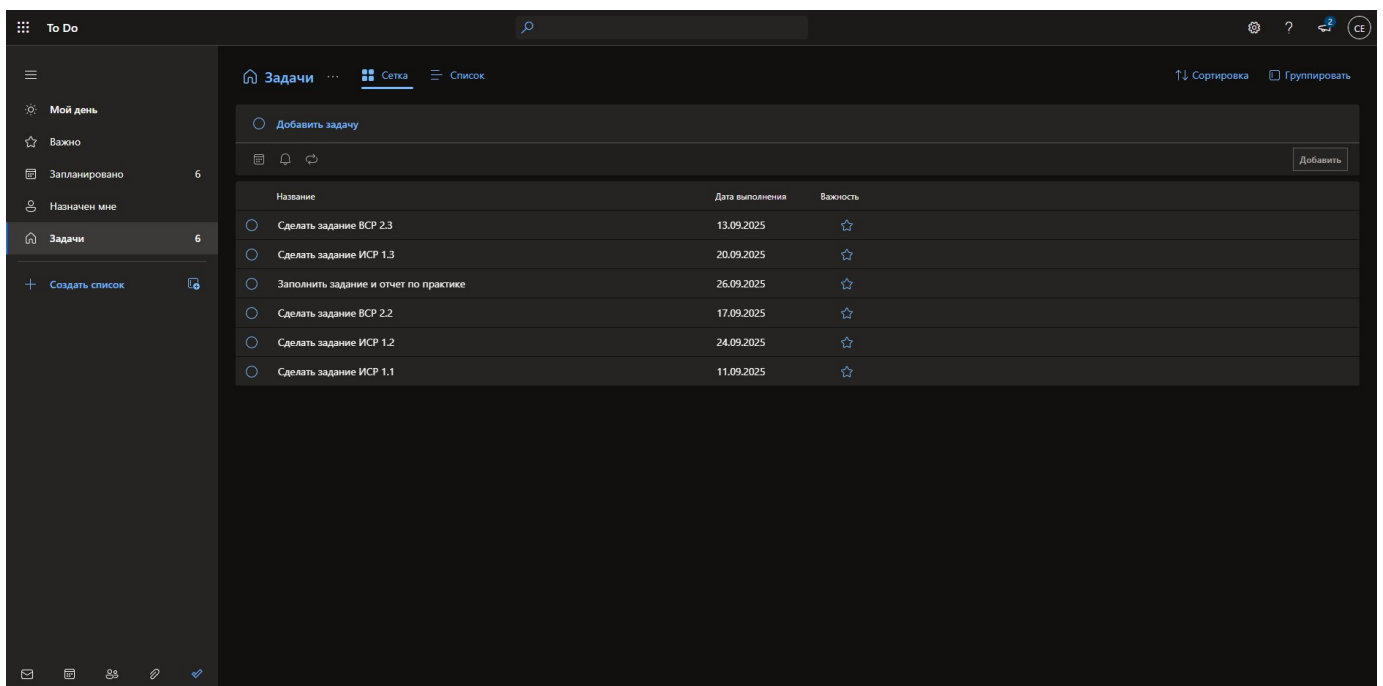 To Do
2
CE
Мой день
Важно
Запланировано 6
Назначен мне
Задачи 6
Создать список
Задачи ... Сетка Список
Сортировка Группировать
Добавить задачу
Добавить
Название Дата выполнения Важность
Сделать задание ВСР 2.3 13.09.2025
Сделать задание ИСР 1.3 20.09.2025
Заполнить задание и отчет по практике 26.09.2025
Сделать задание ВСР 2.2 17.09.2025
Сделать задание ИСР 1.2 24.09.2025
Сделать задание ИСР 1.1 11.09.2025